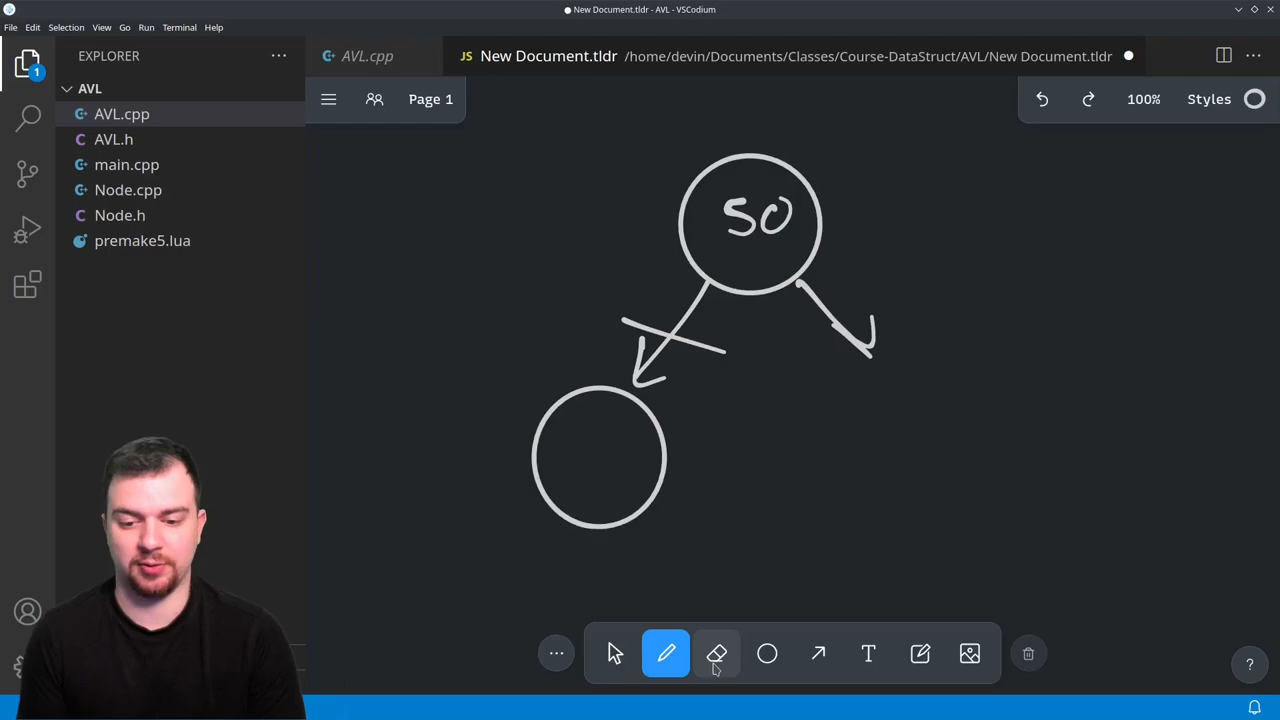 New Document.tldr - AVL - VSCodium
File Edit Selection View Go Run Terminal Help
EXPLORER
AVL.cpp
JS New Document.tldr /home/devin/Documents/Classes/Course-DataStruct/AVL/New Document.tldr
1
AVL
AVL.cpp
C AVL.h
main.cpp
Node.cpp
C Node.h
premake5.lua
Page 1
100% Styles
50
T
?